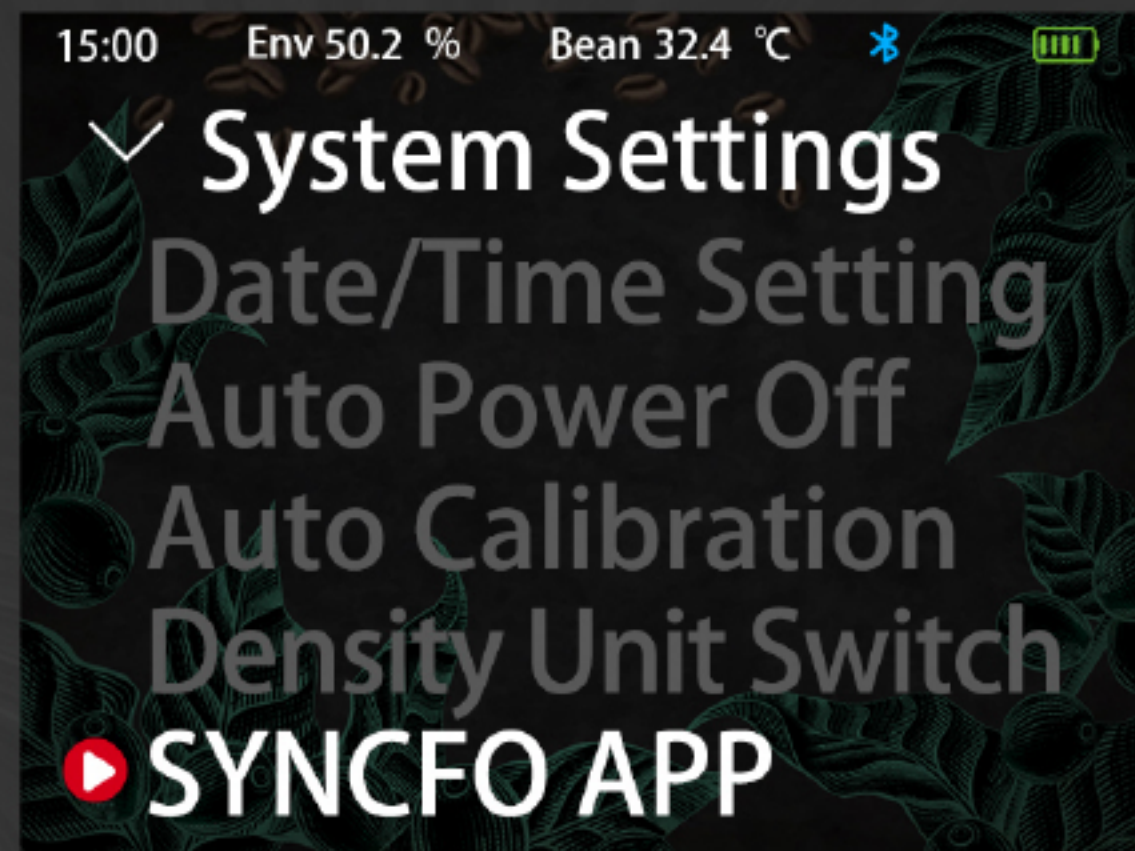 15:00 Env 50.2 % Bean 32.4 ℃
System Settings
Date/Time Setting
Auto Power Off
Auto Calibration
Density Unit Switch
SYNCFO APP